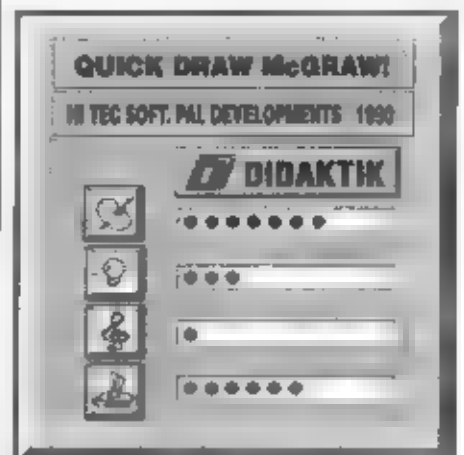 QUICK DRAW McGRAW!
HI TEC SOFT. PAL DEVELOPMENTS 1990
DIDAKTIK